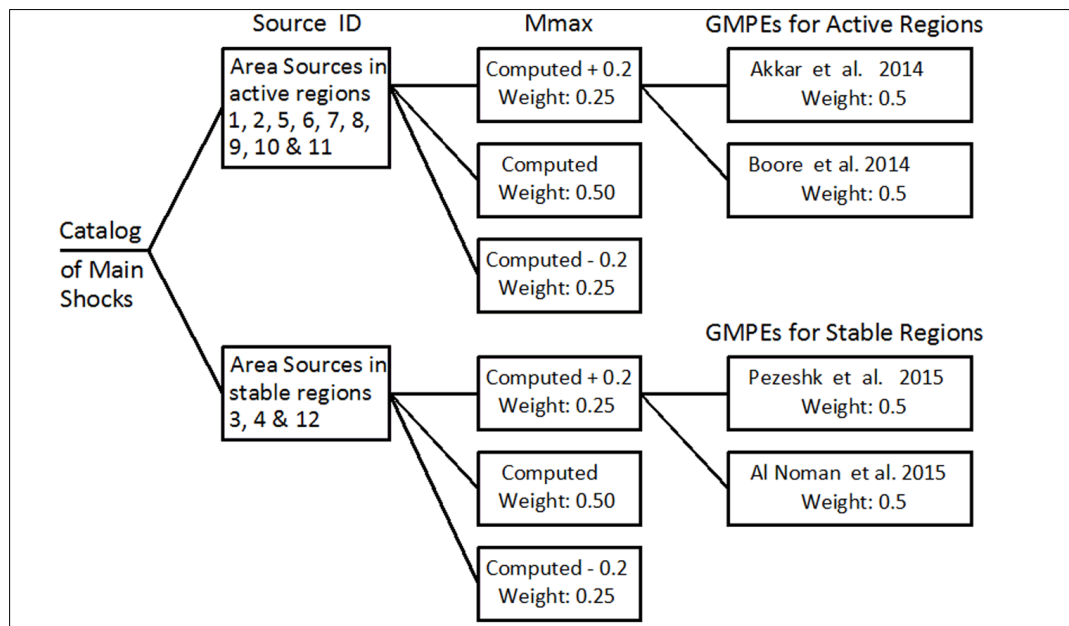 Source ID
Mmax
GMPEs for Active Regions
Area Sources in
active regions
1, 2, 5, 6, 7, 8,
9, 10 & 11
Computed + 0.2
Weight: 0.25
Akkar et al. 2014
Weight: 0.5
Computed
Weight: 0.50
Boore et al. 2014
Weight: 0.5
Computed - 0.2
Weight: 0.25
Catalog
of Main
Shocks
GMPEs for Stable Regions
Area Sources in
stable regions
3, 4 & 12
Computed + 0.2
Weight: 0.25
Pezeshk et al. 2015
Weight: 0.5
Computed
Weight: 0.50
Al Noman et al. 2015
Weight: 0.5
Computed - 0.2
Weight: 0.25